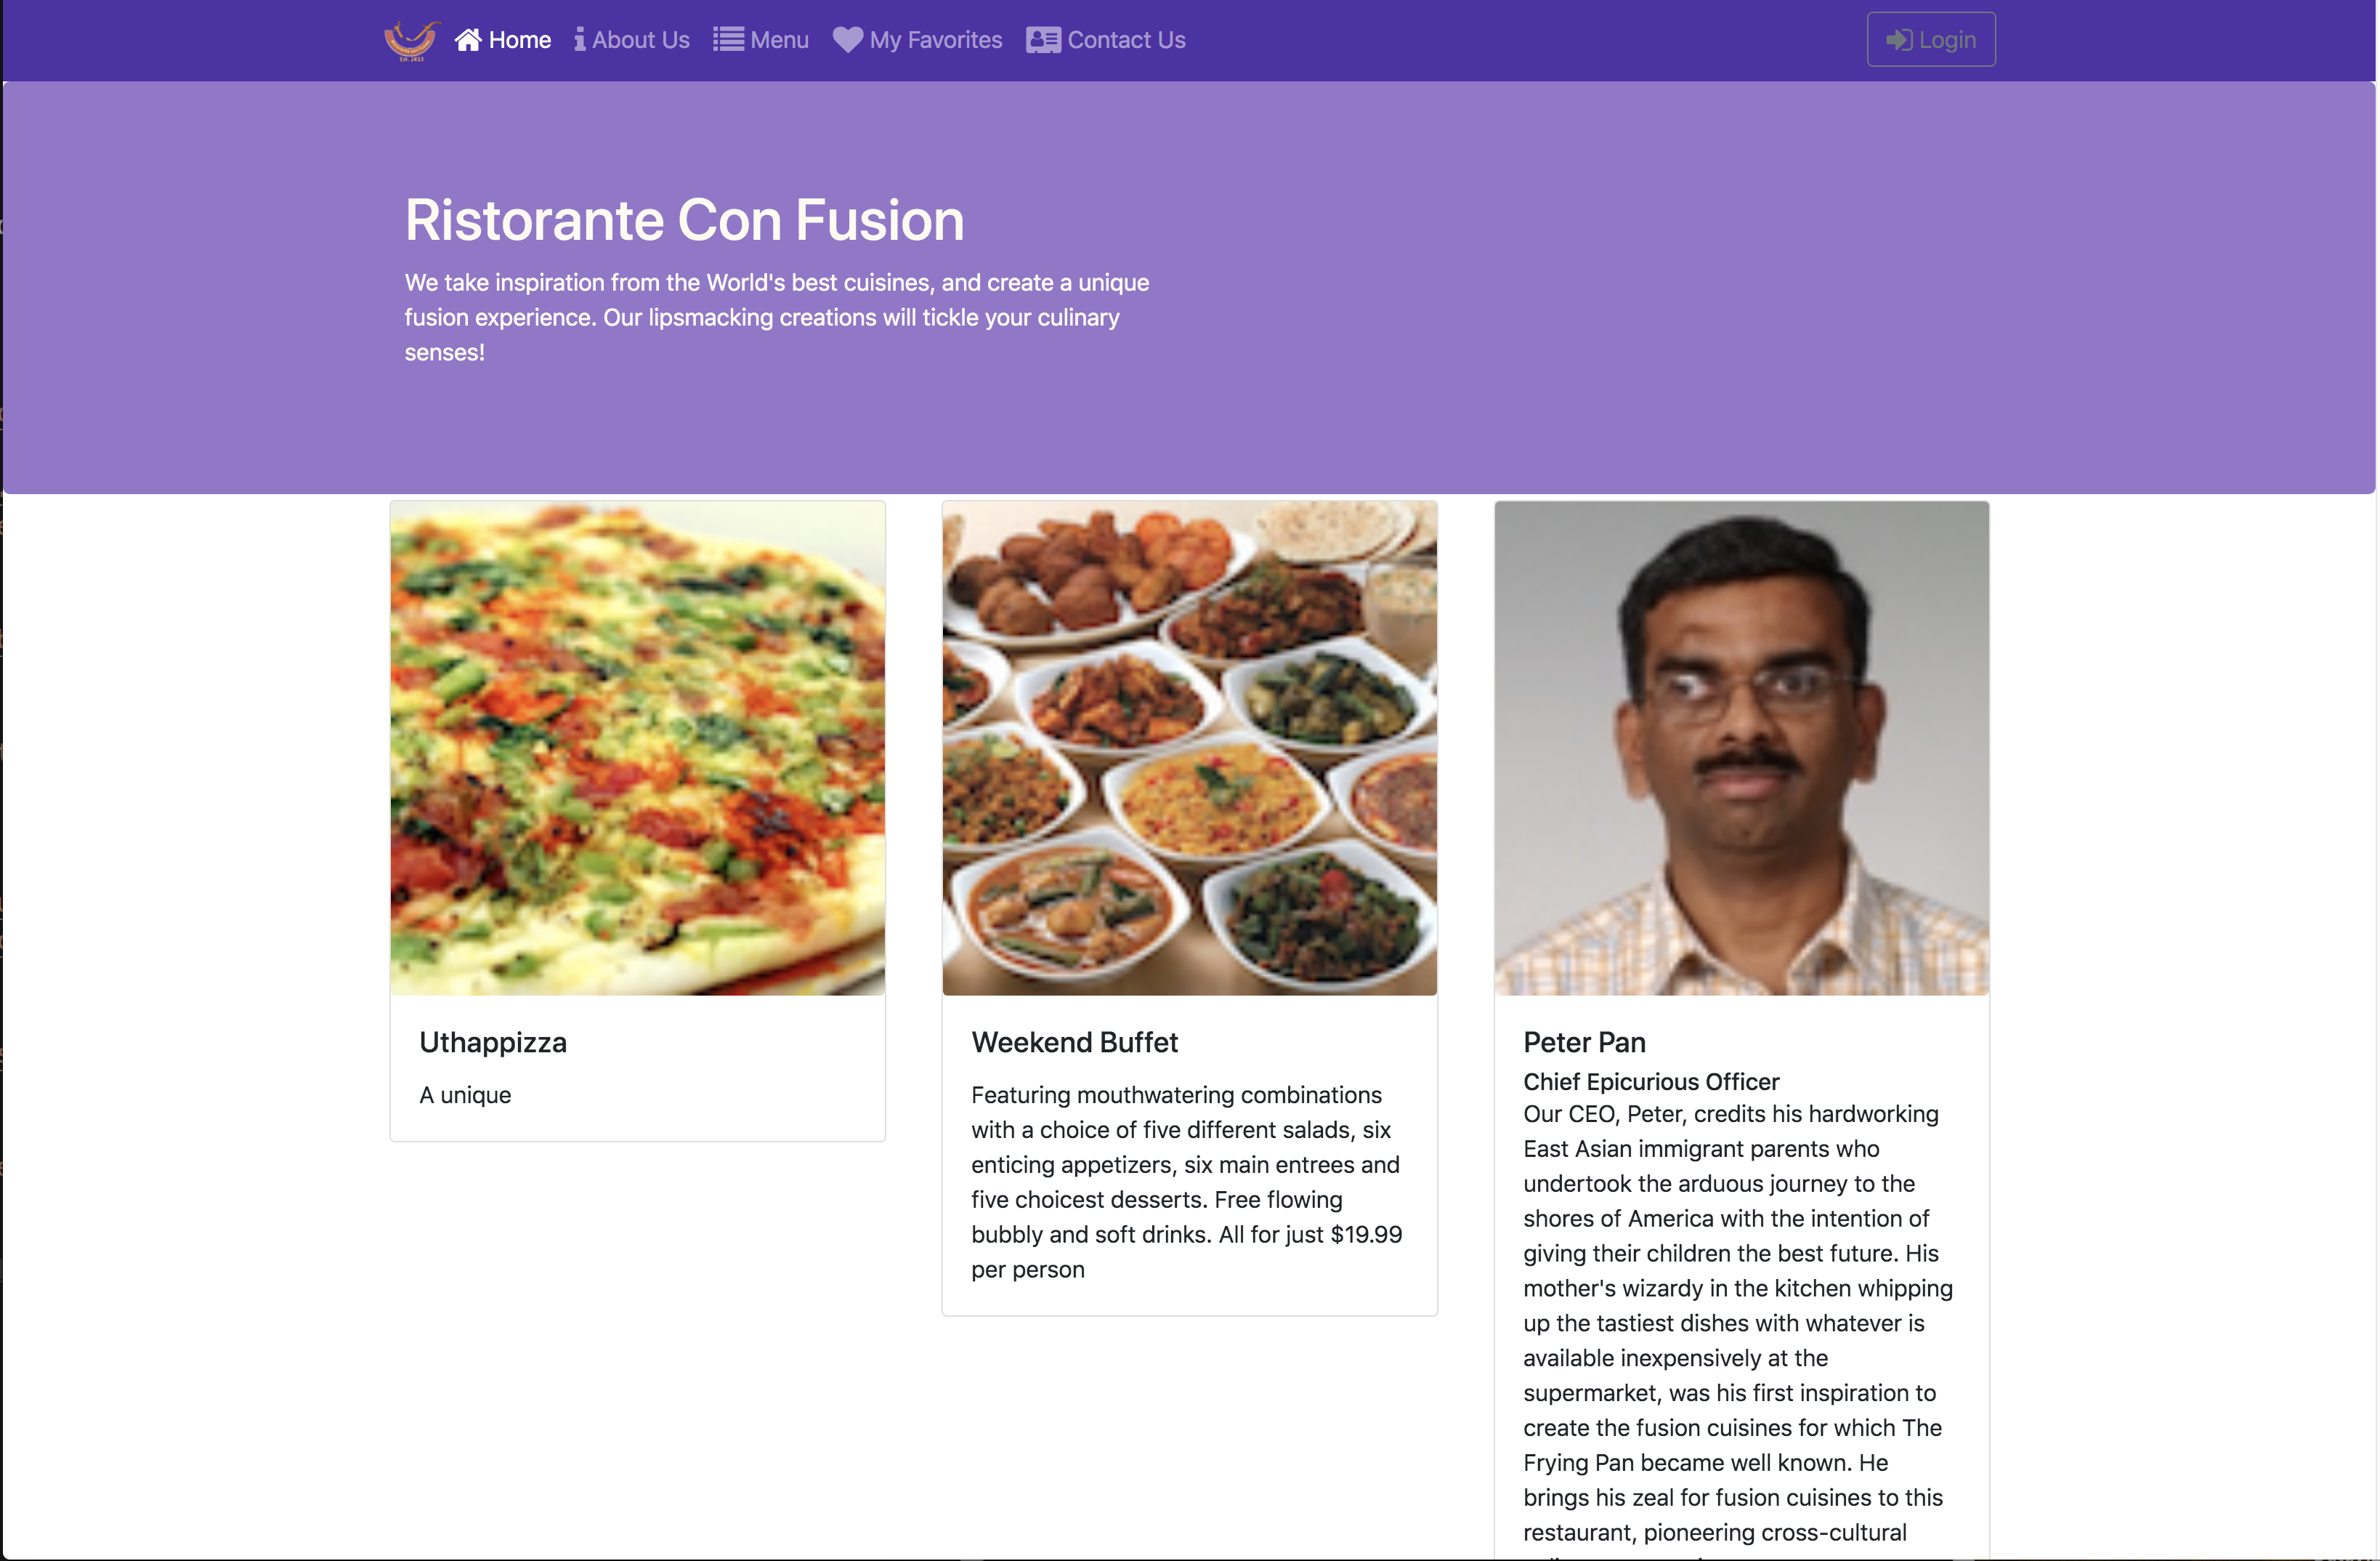 Home About Us Menu My Favorites Contact Us Login
Ristorante Con Fusion
We take inspiration from the World's best cuisines, and create a unique
fusion experience. Our lipsmacking creations will tickle your culinary
senses!
Uthappizza
A unique
Weekend Buffet
Featuring mouthwatering combinations
with a choice of five different salads, six
enticing appetizers, six main entrees and
five choicest desserts. Free flowing
bubbly and soft drinks. All for just $19.99
per person
Peter Pan
Chief Epicurious Officer
Our CEO, Peter, credits his hardworking
East Asian immigrant parents who
undertook the arduous journey to the
shores of America with the intention of
giving their children the best future. His
mother's wizardy in the kitchen whipping
up the tastiest dishes with whatever is
available inexpensively at the
supermarket, was his first inspiration to
create the fusion cuisines for which The
Frying Pan became well known. He
brings his zeal for fusion cuisines to this
restaurant, pioneering cross-cultural